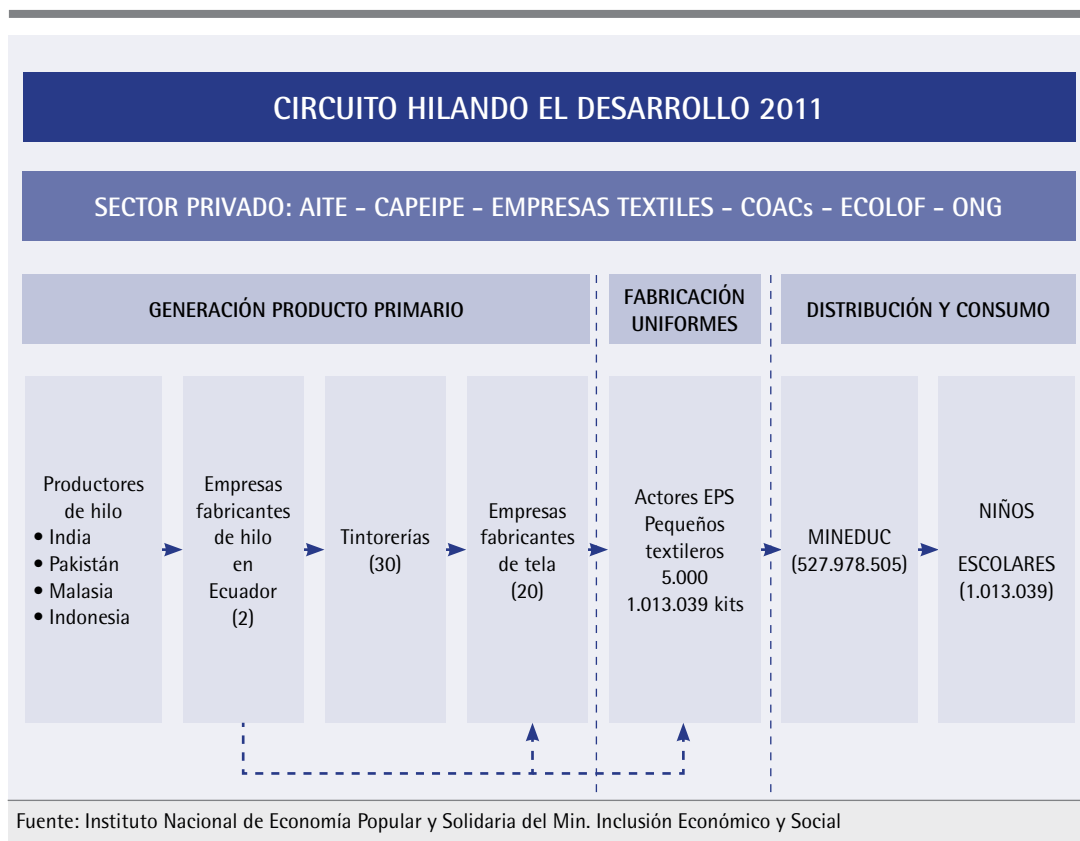 CIRCUITO HILANDO EL DESARROLLO 2011
SECTOR PRIVADO: AITE – CAPEIPE – EMPRESAS TEXTILES – COACs – ECOLOF – ONG
GENERACIÓN PRODUCTO PRIMARIO
FABRICACIÓN
UNIFORMES
DISTRIBUCIÓN Y CONSUMO
Productores
de hilo
• India
• Pakistán
• Malasia
• Indonesia
Empresas
fabricantes
de hilo
en
Ecuador
(2)
Tintorerías
(30)
Empresas
fabricantes
de tela
(20)
Actores EPS
Pequeños
textileros
5.000
1.013.039 kits
MINEDUC
(527.978.505)
NIÑOS
ESCOLARES
(1.013.039)
Fuente: Instituto Nacional de Economía Popular y Solidaria del Min. Inclusión Económico y Social